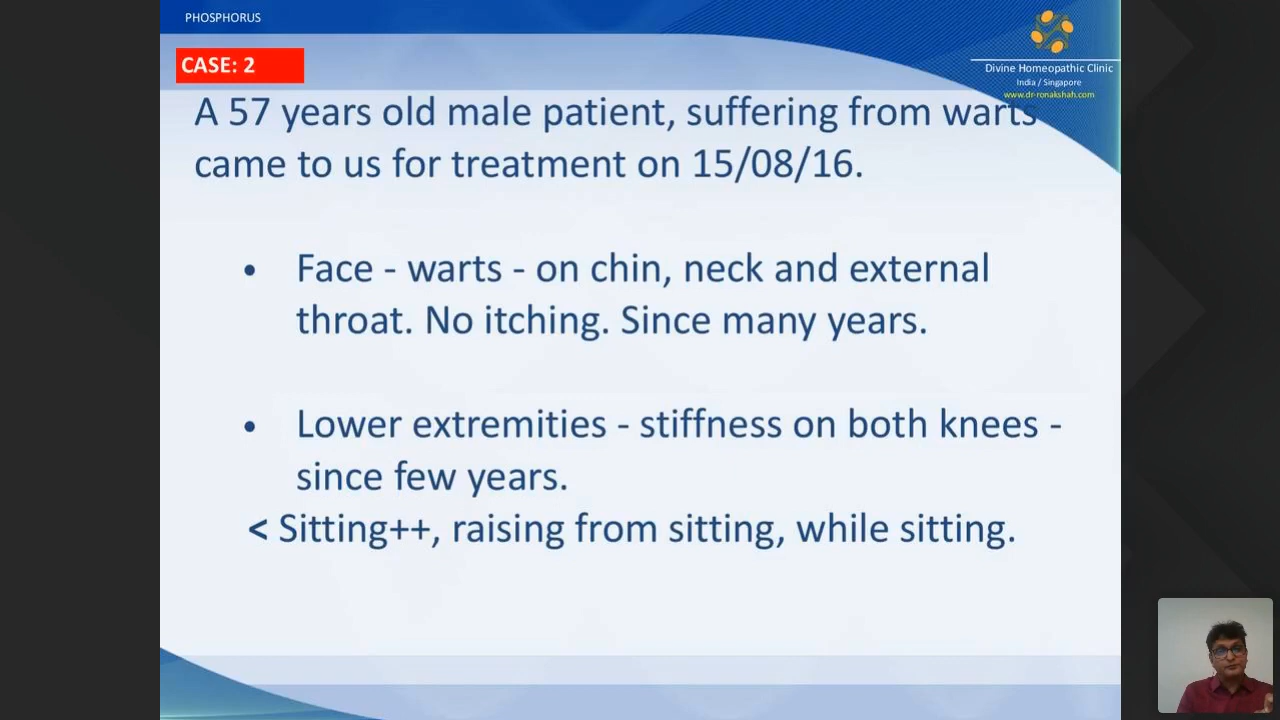 PHOSPHORUS
CASE: 2
Divine Homeopathic Clinic
India / Singapore
www.dr-ronakshah.com
A 57 years old male patient, suffering from warts
came to us for treatment on 15/08/16.
• Face - warts - on chin, neck and external
throat. No itching. Since many years.
• Lower extremities - stiffness on both knees -
since few years.
< Sitting++, raising from sitting, while sitting.